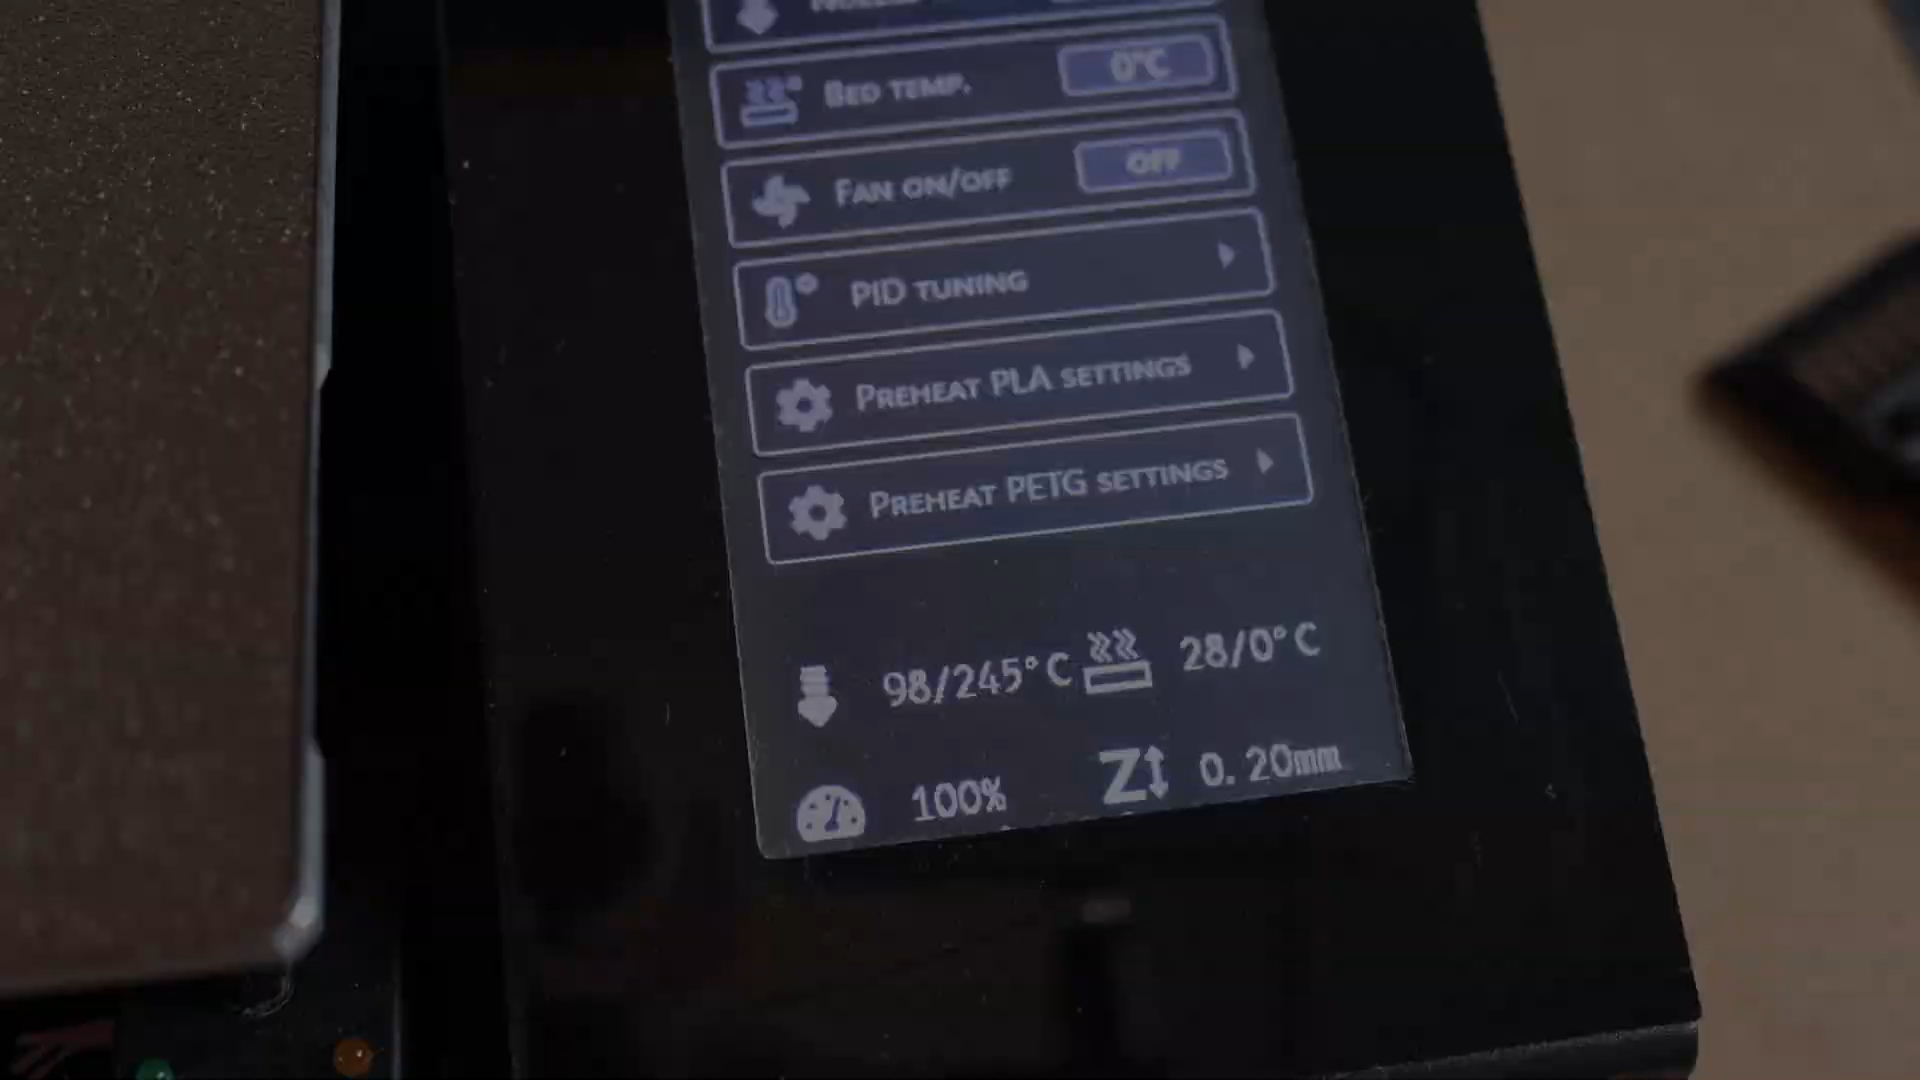 BED TEMP. 0°C
FAN ON/OFF OFF
PID TUNING
PREHEAT PLA SETTINGS
PREHEAT PETG SETTINGS
98/245°C 28/0°C
100% Z 0.20mm